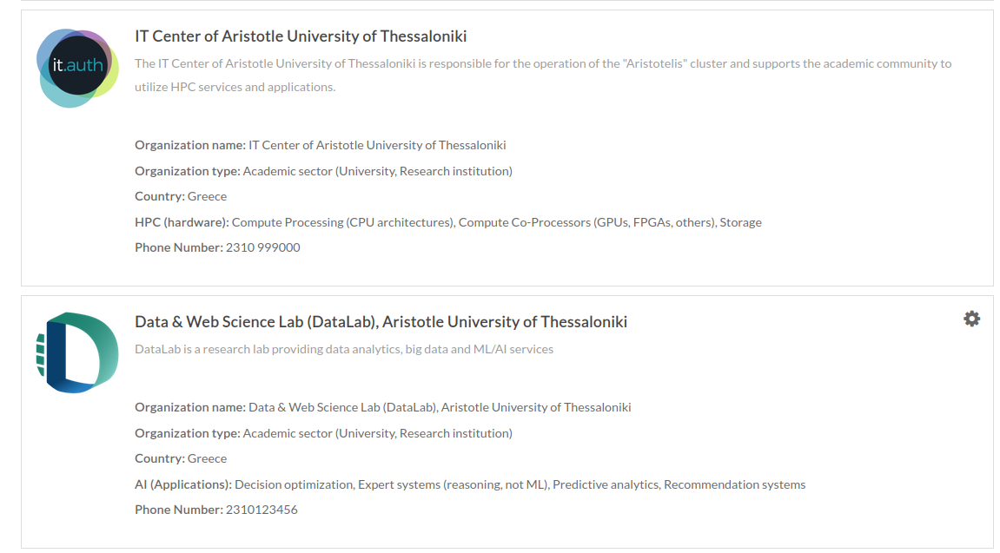 it.auth
IT Center of Aristotle University of Thessaloniki
The IT Center of Aristotle University of Thessaloniki is responsible for the operation of the "Aristotelis" cluster and supports the academic community to
utilize HPC services and applications.
Organization name: IT Center of Aristotle University of Thessaloniki
Organization type: Academic sector (University, Research institution)
Country: Greece
HPC (hardware): Compute Processing (CPU architectures), Compute Co-Processors (GPUs, FPGAs, others), Storage
Phone Number: 2310 999000
Data & Web Science Lab (DataLab), Aristotle University of Thessaloniki
DataLab is a research lab providing data analytics, big data and ML/AI services
Organization name: Data & Web Science Lab (DataLab), Aristotle University of Thessaloniki
Organization type: Academic sector (University, Research institution)
Country: Greece
AI (Applications): Decision optimization, Expert systems (reasoning, not ML), Predictive analytics, Recommendation systems
Phone Number: 2310123456